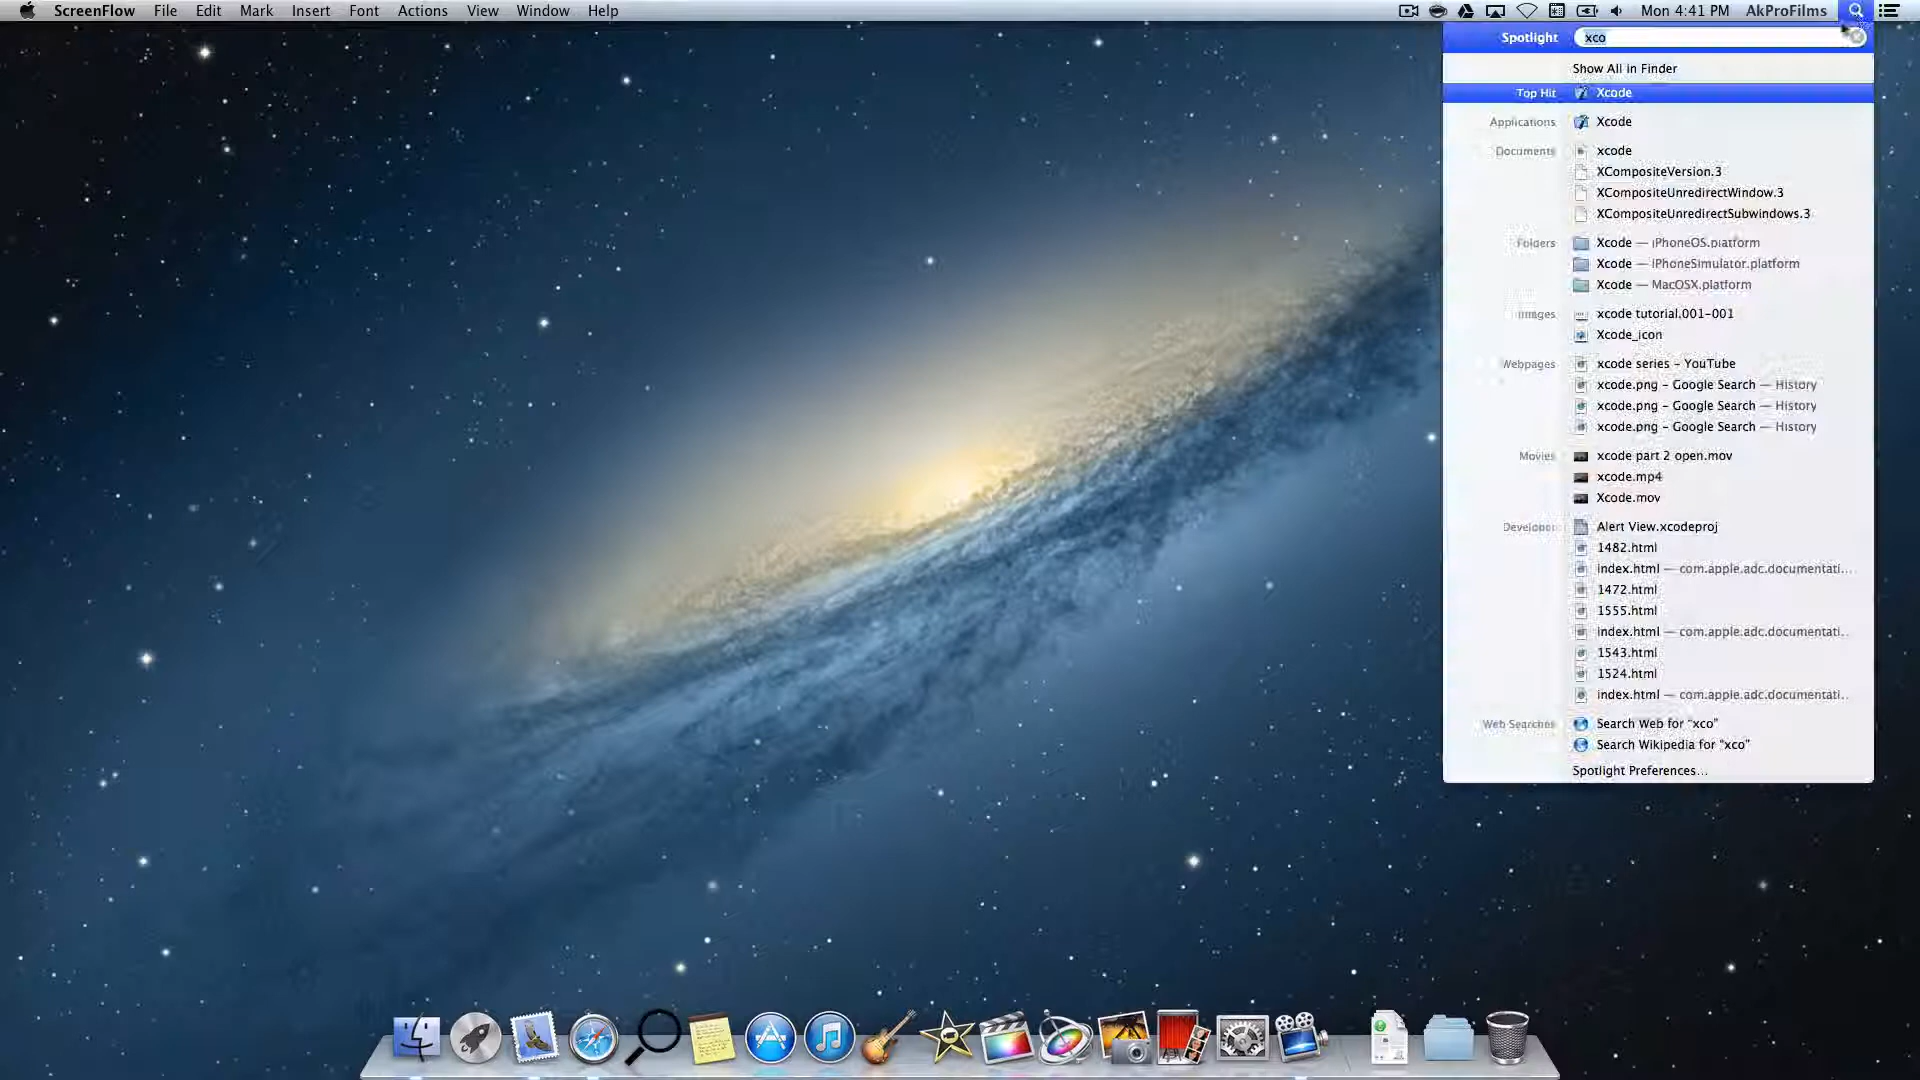 ScreenFlow File Edit Mark Insert Font Actions View Window Help Mon 4:41 PM AkProFilms
Spotlight xco
Show All in Finder
Top Hit Xcode
Applications Xcode
Documents xcode
XCompositeVersion.3
XCompositeUnredirectWindow.3
XCompositeUnredirectSubwindows.3
Folders Xcode — iPhoneOS.platform
Xcode — iPhoneSimulator.platform
Xcode — MacOSX.platform
Images xcode tutorial.001-001
Xcode_icon
Webpages xcode series - YouTube
xcode.png - Google Search — History
xcode.png - Google Search — History
xcode.png - Google Search — History
Movies xcode part 2 open.mov
xcode.mp4
Xcode.mov
Developer Alert View.xcodeproj
1482.html
index.html — com.apple.adc.documentati...
1472.html
1555.html
index.html — com.apple.adc.documentati...
1543.html
1524.html
index.html — com.apple.adc.documentati...
Web Searches Search Web for "xco"
Search Wikipedia for "xco"
Spotlight Preferences...